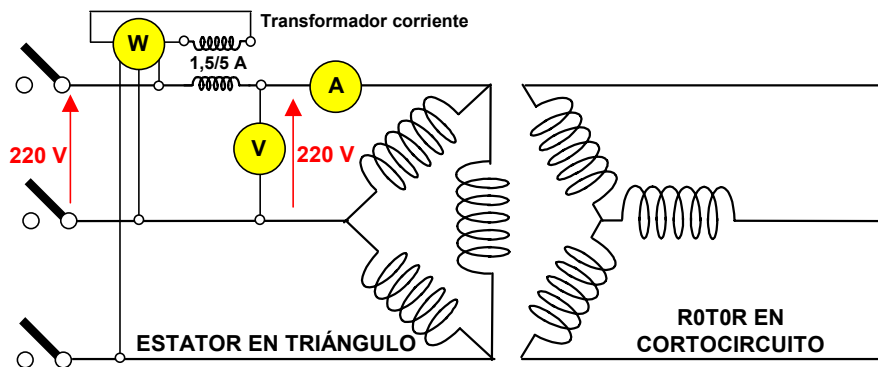 Transformador corriente
W
1,5/5 A
A
V
220 V
220 V
ESTATOR EN TRIÁNGULO
R0T0R EN
CORTOCIRCUITO